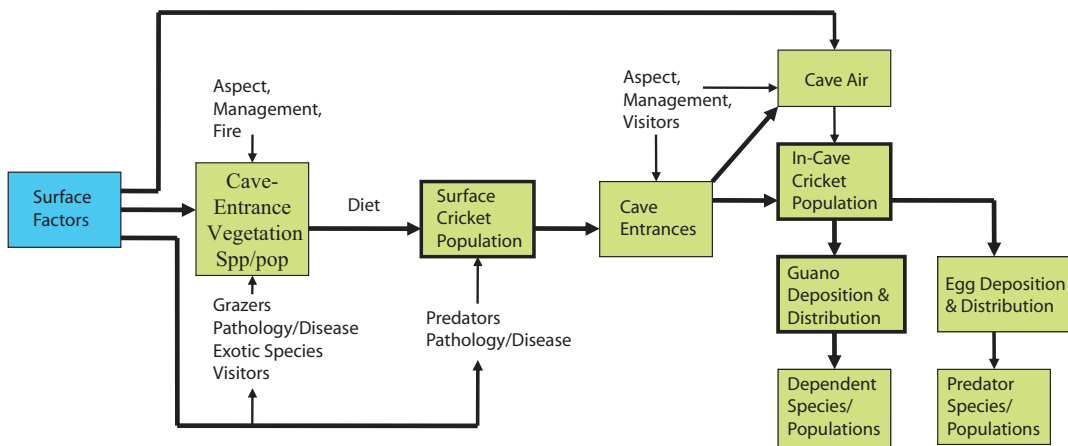 Surface
Factors
Aspect,
Management,
Fire
Cave-
Entrance
Vegetation
Spp/pop
Grazers
Pathology/Disease
Exotic Species
Visitors
Diet
Surface
Cricket
Population
Predators
Pathology/Disease
Aspect,
Management,
Visitors
Cave
Entrances
Cave Air
In-Cave
Cricket
Population
Guano
Deposition &
Distribution
Dependent
Species/
Populations
Egg Deposition
& Distribution
Predator
Species/
Populations